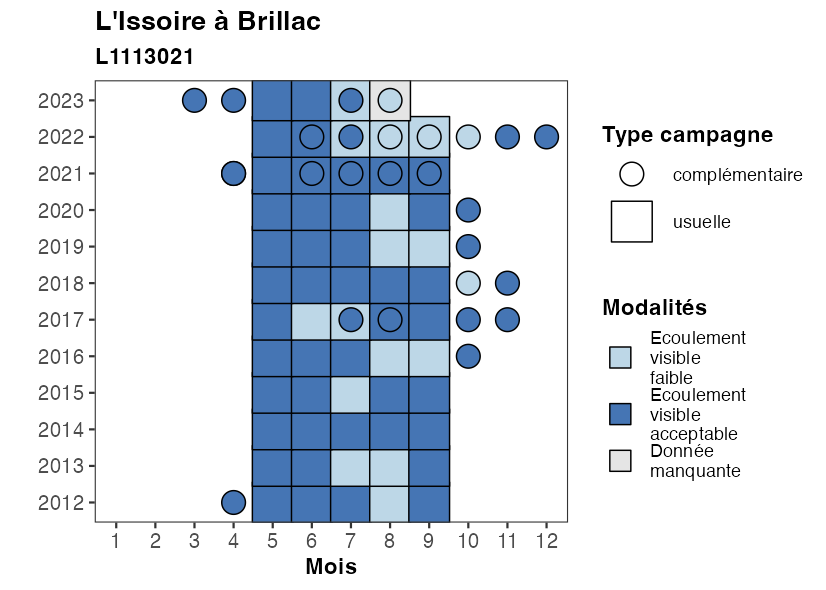 L'Issoire à Brillac
L1113021
2023
2022
2021
2020
2019
2018
2017
2016
2015
2014
2013
2012
1 2 3 4 5 6 7 8 9 10 11 12
Mois
Type campagne
complémentaire
usuelle
Modalités
Ecoulement
visible
faible
Ecoulement
visible
acceptable
Donnée
manquante